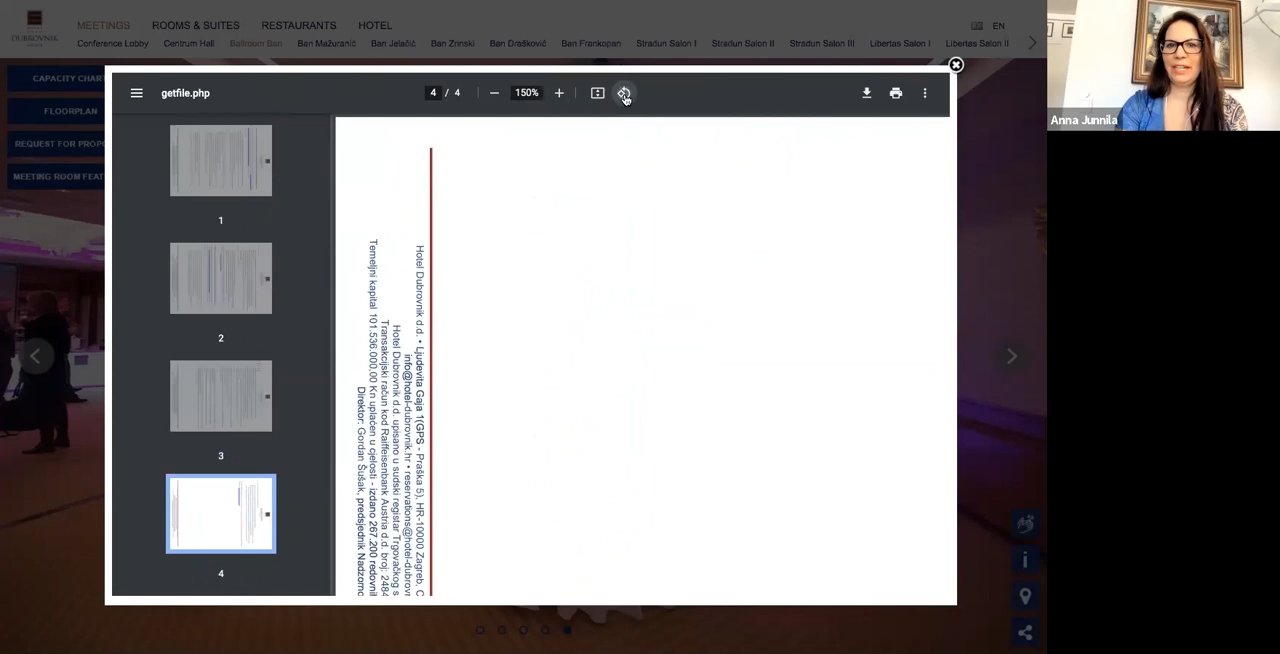 DUBROVNIK
MEETINGS
ROOMS & SUITES
RESTAURANTS
HOTEL
EN
Conference Lobby
Centrum Hall
Ballroom Ban
Ban Mažuranić
Ban Jelačić
Ban Zrinski
Ban Drašković
Ban Frankopan
Stradun Salon I
Stradun Salon II
Stradun Salon III
Libertas Salon I
Libertas Salon II
CAPACITY CHART
FLOORPLAN
REQUEST FOR PROPO
MEETING ROOM FEAT
getfile.php
4 / 4
150%
1
2
3
4
Hotel Dubrovnik d.d. • Ljudevita Gaja 1(GPS - Praška 5), HR-10000 Zagreb, C
info@hotel-dubrovnik.hr • reservations@hotel-dubrovn
Hotel Dubrovnik d.d. upisano u sudski registar Trgovačkog s
Transakcijski račun kod Raiffeisenbank Austria d.d. broj: 2484
Temeljni kapital 101.536.000,00 Kn uplaćen u cijelosti - izdano 267.200 redovni
Direktor: Gordan Šušak, predsjednik Nadzorno
Anna Junnila